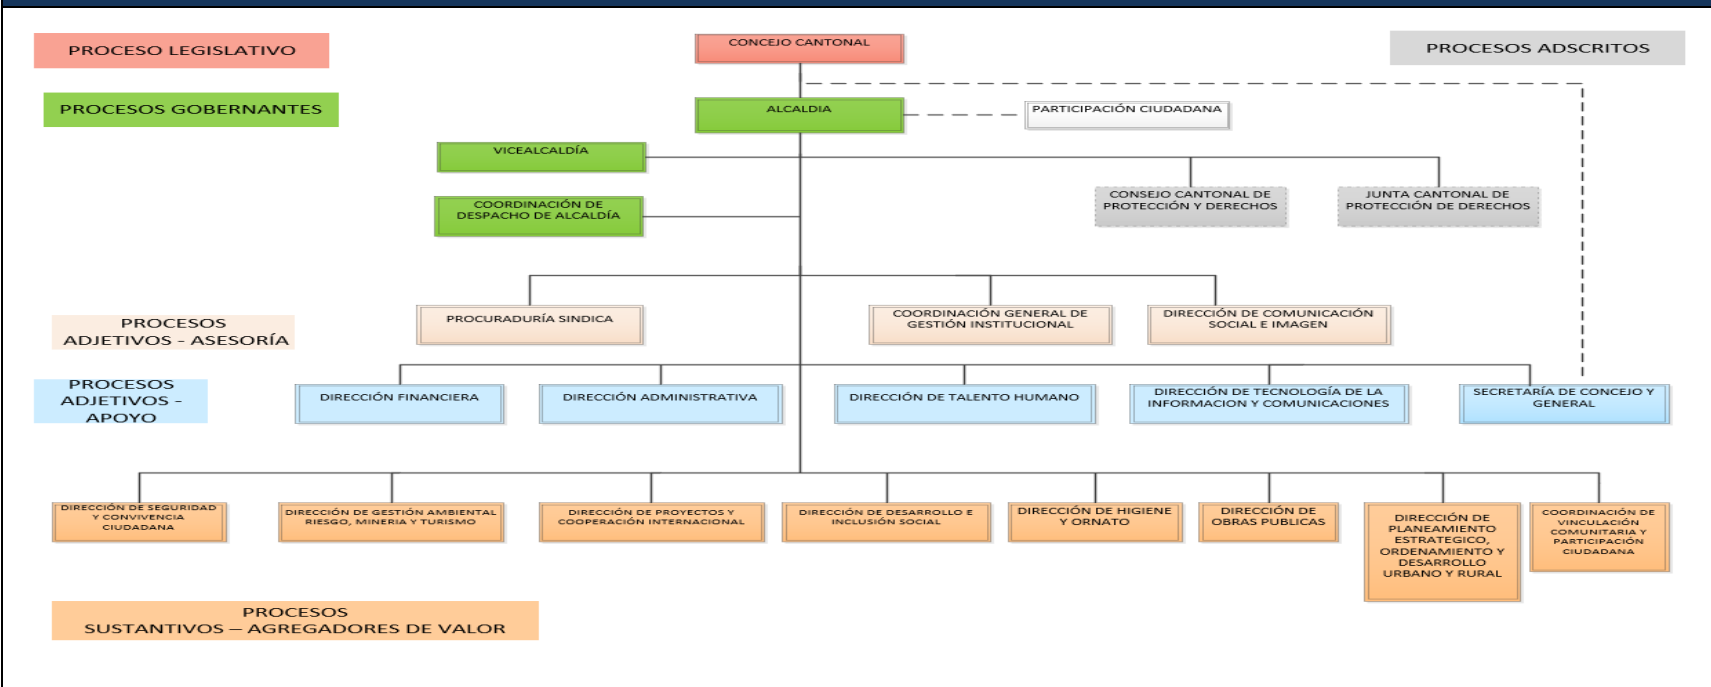 PROCESO LEGISLATIVO
CONCEJO CANTONAL
PROCESOS ADSCRITOS
PROCESOS GOBERNANTES
ALCALDIA
PARTICIPACIÓN CIUDADANA
VICEALCALDÍA
CONSEJO CANTONAL DE
PROTECCIÓN Y DERECHOS
JUNTA CANTONAL DE
PROTECCIÓN DE DERECHOS
COORDINACIÓN DE
DESPACHO DE ALCALDÍA
PROCESOS
ADJETIVOS - ASESORÍA
PROCURADURÍA SINDICA
COORDINACIÓN GENERAL DE
GESTIÓN INSTITUCIONAL
DIRECCIÓN DE COMUNICACIÓN
SOCIAL E IMAGEN
PROCESOS
ADJETIVOS -
APOYO
DIRECCIÓN FINANCIERA
DIRECCIÓN ADMINISTRATIVA
DIRECCIÓN DE TALENTO HUMANO
DIRECCIÓN DE TECNOLOGÍA DE LA
INFORMACION Y COMUNICACIONES
SECRETARÍA DE CONCEJO Y
GENERAL
DIRECCIÓN DE SEGURIDAD
Y CONVIVENCIA
CIUDADANA
DIRECCIÓN DE GESTIÓN AMBIENTAL
RIESGO, MINERIA Y TURISMO
DIRECCIÓN DE PROYECTOS Y
COOPERACIÓN INTERNACIONAL
DIRECCIÓN DE DESARROLLO E
INCLUSIÓN SOCIAL
DIRECCIÓN DE HIGIENE
Y ORNATO
DIRECCIÓN DE
OBRAS PUBLICAS
DIRECCIÓN DE
PLANEAMIENTO
ESTRATEGICO,
ORDENAMIENTO Y
DESARROLLO
URBANO Y RURAL
COORDINACIÓN DE
VINCULACIÓN
COMUNITARIA Y
PARTICIPACIÓN
CIUDADANA
PROCESOS
SUSTANTIVOS – AGREGADORES DE VALOR